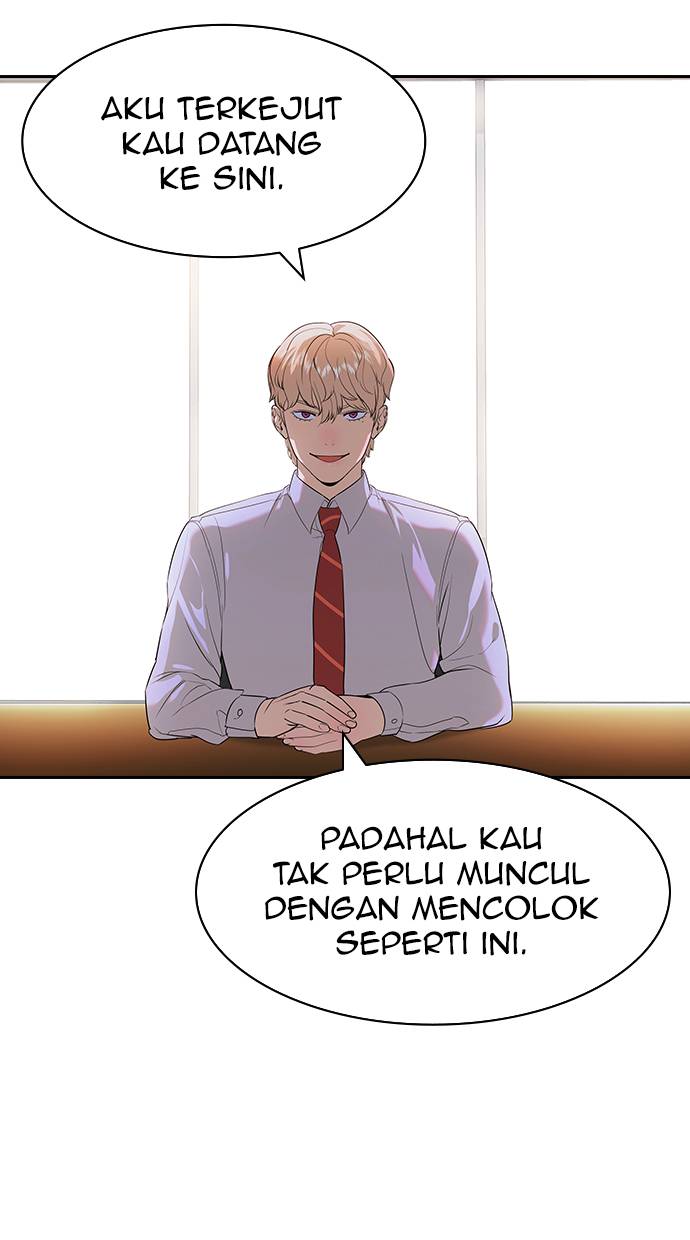 AKU TERKEJUT
KAU DATANG
KE SINI.
PADAHAL KAU
TAK PERLU MUNCUL
DENGAN MENCOLOK
SEPERTI INI.